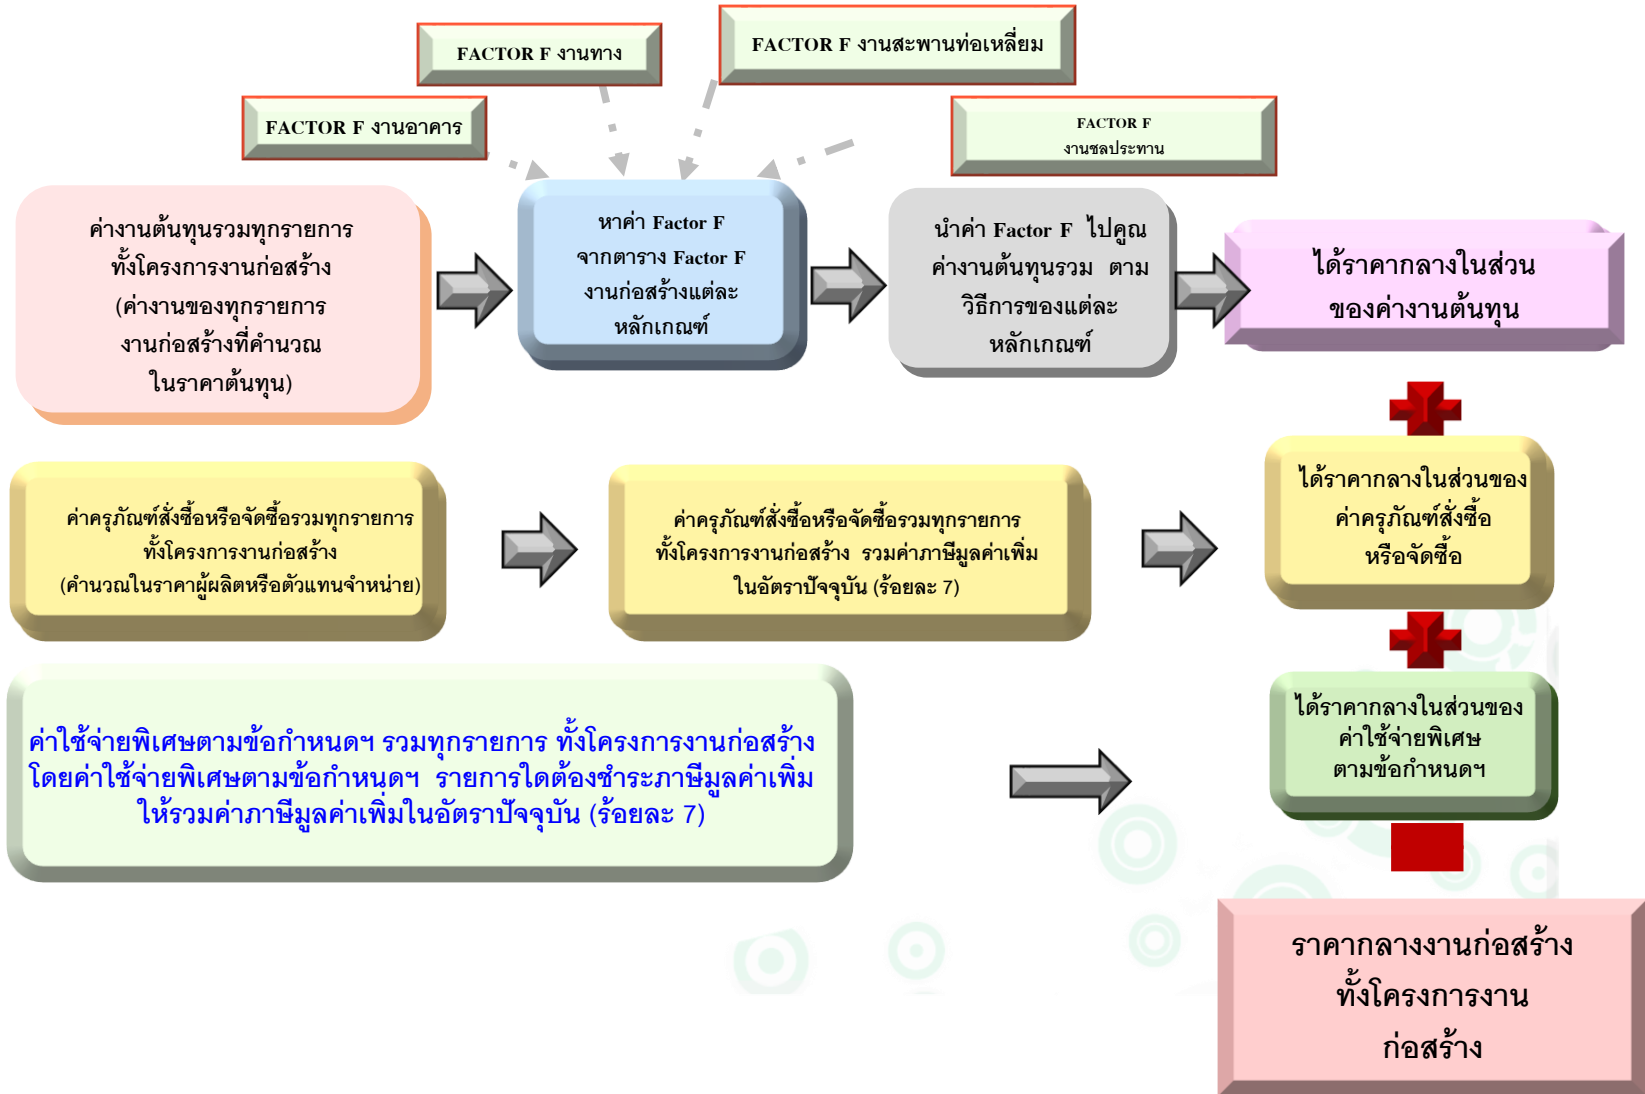 FACTOR F งานทาง
FACTOR F งานสะพานท่อเหลี่ยม
FACTOR F งานอาคาร
FACTOR F
งานชลประทาน
ค่างานต้นทุนรวมทุกรายการ
ทั้งโครงการงานก่อสร้าง
(ค่างานของทุกรายการ
งานก่อสร้างที่คำนวณ
ในราคาต้นทุน)
หาค่า Factor F
จากตาราง Factor F
งานก่อสร้างแต่ละ
หลักเกณฑ์
นำค่า Factor F ไปคูณ
ค่างานต้นทุนรวม ตาม
วิธีการของแต่ละ
หลักเกณฑ์
ได้ราคากลางในส่วน
ของค่างานต้นทุน
ค่าครุภัณฑ์สั่งซื้อหรือจัดซื้อรวมทุกรายการ
ทั้งโครงการงานก่อสร้าง
(คำนวณในราคาผู้ผลิตหรือตัวแทนจำหน่าย)
ค่าครุภัณฑ์สั่งซื้อหรือจัดซื้อรวมทุกรายการ
ทั้งโครงการงานก่อสร้าง รวมค่าภาษีมูลค่าเพิ่ม
ในอัตราปัจจุบัน (ร้อยละ 7)
ได้ราคากลางในส่วนของ
ค่าครุภัณฑ์สั่งซื้อ
หรือจัดซื้อ
ค่าใช้จ่ายพิเศษตามข้อกำหนดฯ รวมทุกรายการ ทั้งโครงการงานก่อสร้าง
โดยค่าใช้จ่ายพิเศษตามข้อกำหนดฯ รายการใดต้องชำระภาษีมูลค่าเพิ่ม
ให้รวมค่าภาษีมูลค่าเพิ่มในอัตราปัจจุบัน (ร้อยละ 7)
ได้ราคากลางในส่วนของ
ค่าใช้จ่ายพิเศษ
ตามข้อกำหนดฯ
ราคากลางงานก่อสร้าง
ทั้งโครงการงาน
ก่อสร้าง